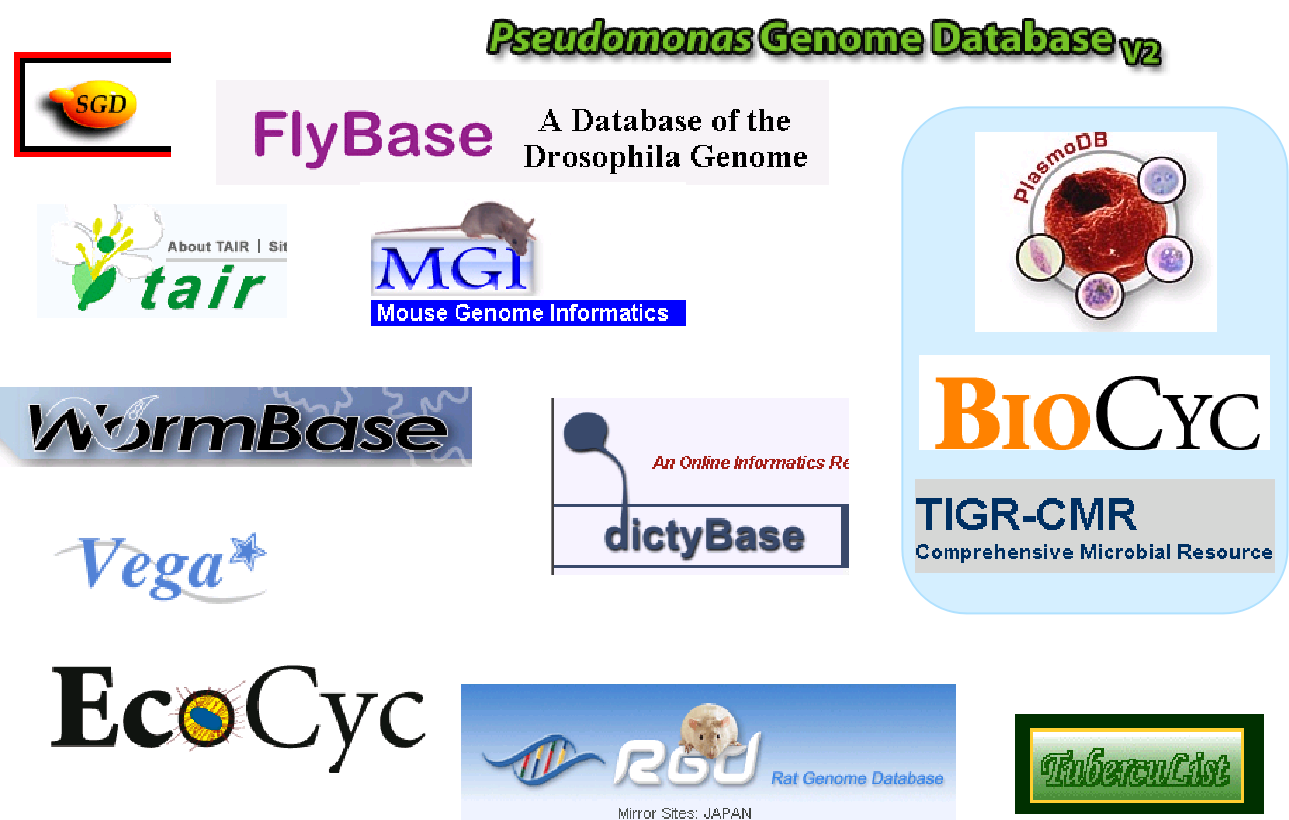 Pseudomonas Genome Database V2
SGD
FlyBase
A Database of the
Drosophila Genome
PlasmoDB
About TAIR | Sit
tair
MGI
Mouse Genome Informatics
WormBase
An Online Informatics Re
dictyBase
BIOCYC
TIGR-CMR
Comprehensive Microbial Resource
Vega
EcoCyc
RGD
Rat Genome Database
Mirror Sites: JAPAN
TubercuList